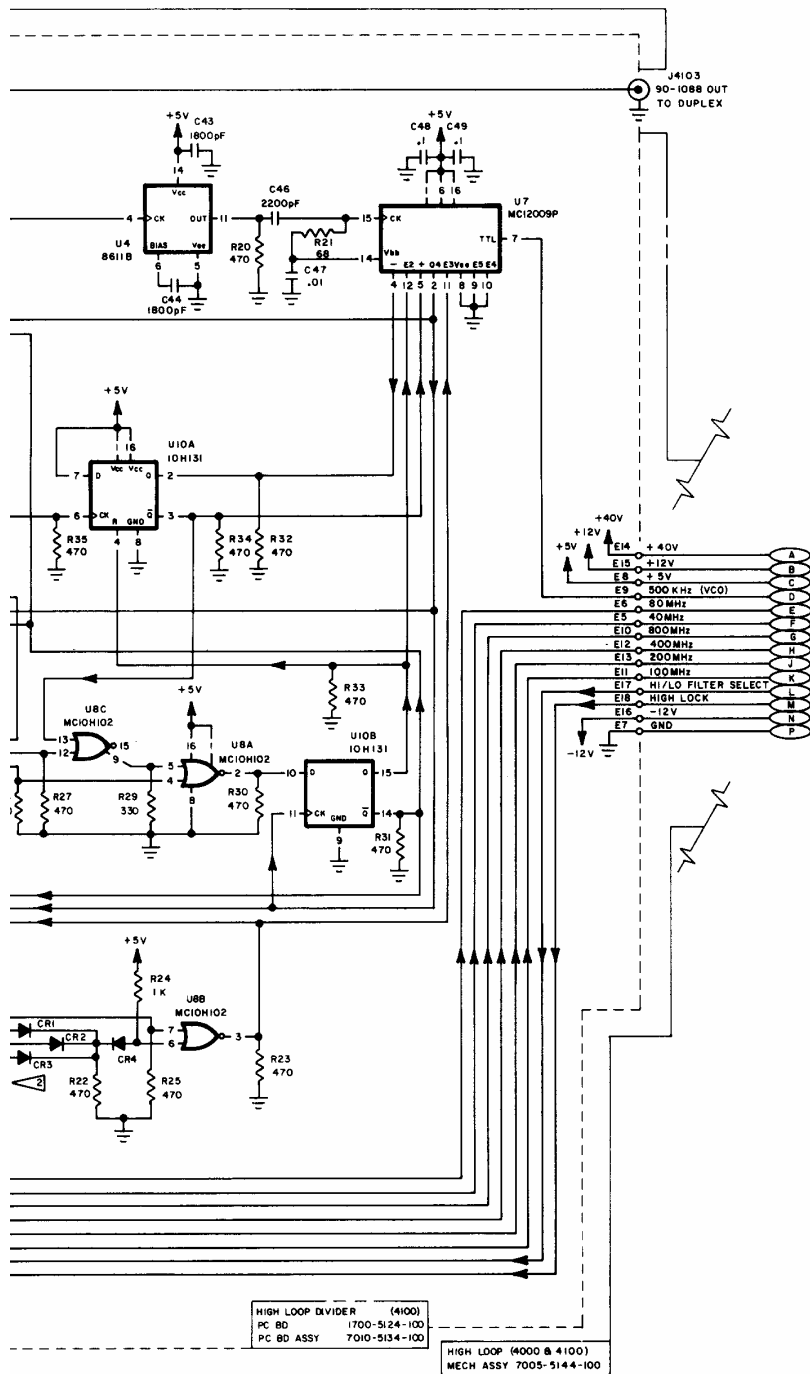 J4103
90-1088 OUT
TO DUPLEX
+5V
C43
1800pF
14
Vcc
4
CK
OUT
11
U4
8611B
BIAS
Vee
6
5
C44
1800pF
C46
2200pF
R20
470
R21
68
C47
.01
+5V
C48
C49
.1
.1
6
16
U7
MC12009P
15
CK
14
Vbb
TTL
7
- E2 + Q4 E3 Vee E5 E4
4 12 5 2 11 8 9 10
+5V
1
16
U10A
10H131
7
D
Vcc
Vcc
Q
2
6
CK
R
GND
Q
3
4
8
R35
470
R34
470
R32
470
R33
470
+40V
+12V
+5V
E14 +40V A
E15 +12V B
E8 +5V C
E9 500KHz (VCO) D
E6 80MHz E
E5 40MHz F
E10 800MHz G
E12 400MHz H
E13 200MHz J
E11 100MHz K
E17 HI/LO FILTER SELECT L
E18 HIGH LOCK M
E16 -12V N
E7 GND P
-12V
U8C
MC10H102
13
12
15
9
+5V
16
1
U8A
MC10H102
5
4
2
8
R27
470
R29
330
R30
470
U10B
10H131
10
D
Q
15
11
CK
GND
Q
14
9
R31
470
+5V
R24
1K
U8B
MC10H102
7
6
3
CR1
CR2
CR3
CR4
2
R22
470
R25
470
R23
470
HIGH LOOP DIVIDER (4100)
PC BD 1700-5124-100
PC BD ASSY 7010-5134-100
HIGH LOOP (4000 & 4100)
MECH ASSY 7005-5144-100